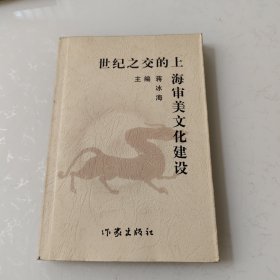 世纪之交的上
海审美文化建设
主编 蒋冰海
作家出版社